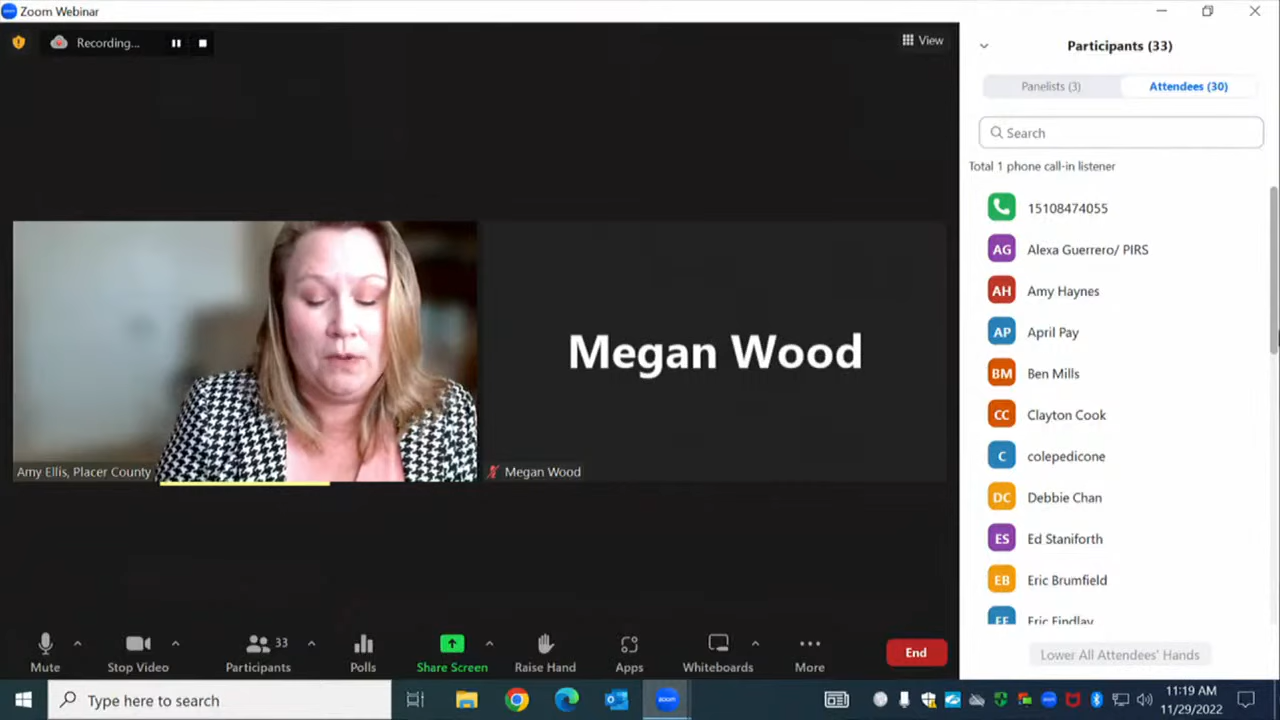 Zoom Webinar
Recording...
View
Participants (33)
Panelists (3)
Attendees (30)
Search
Total 1 phone call-in listener
15108474055
AG Alexa Guerrero/ PIRS
AH Amy Haynes
AP April Pay
BM Ben Mills
CC Clayton Cook
C colepedicone
DC Debbie Chan
ES Ed Staniforth
EB Eric Brumfield
EF Eric Findlay
Lower All Attendees' Hands
Megan Wood
Amy Ellis, Placer County
Megan Wood
33
Mute
Stop Video
Participants
Polls
Share Screen
Raise Hand
Apps
Whiteboards
More
End
Type here to search
11:19 AM
11/29/2022